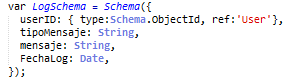 var LogSchema = Schema({
userID: { type:Schema.ObjectId, ref:'User'},
tipoMensaje: String,
mensaje: String,
FechaLog: Date,
});